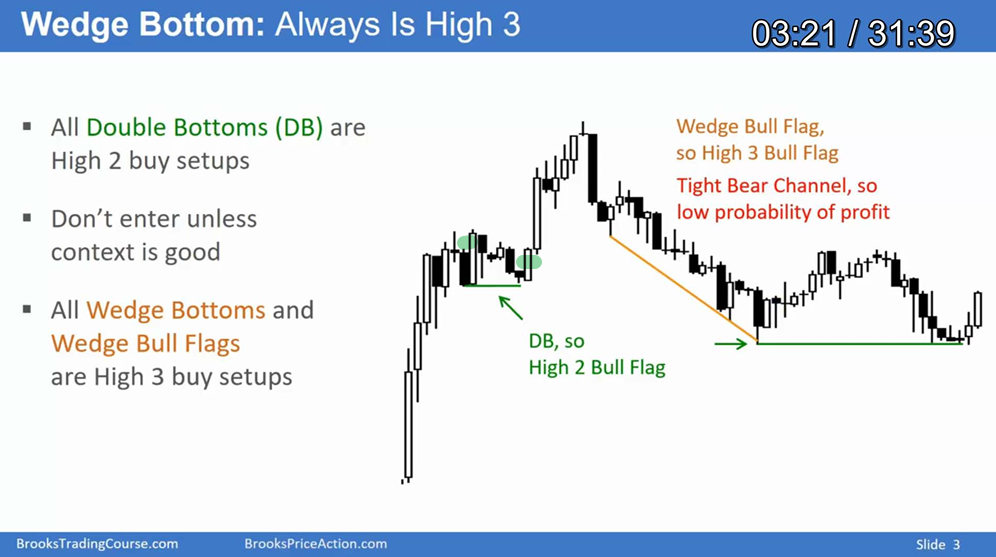 Wedge Bottom: Always Is High 3
03:21 / 31:39
▪ All Double Bottoms (DB) are
High 2 buy setups
▪ Don't enter unless
context is good
▪ All Wedge Bottoms and
Wedge Bull Flags
are High 3 buy setups
Wedge Bull Flag,
so High 3 Bull Flag
Tight Bear Channel, so
low probability of profit
DB, so
High 2 Bull Flag
BrooksTradingCourse.com
BrooksPriceAction.com
Slide 3